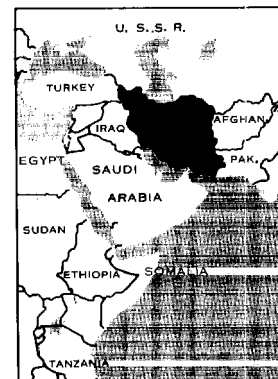 U. S. S. R.
TURKEY
IRAQ
AFGHAN.
EGYPT
SAUDI
PAK.
ARABIA
SUDAN
ETHIOPIA
SOMALIA
TANZANIA